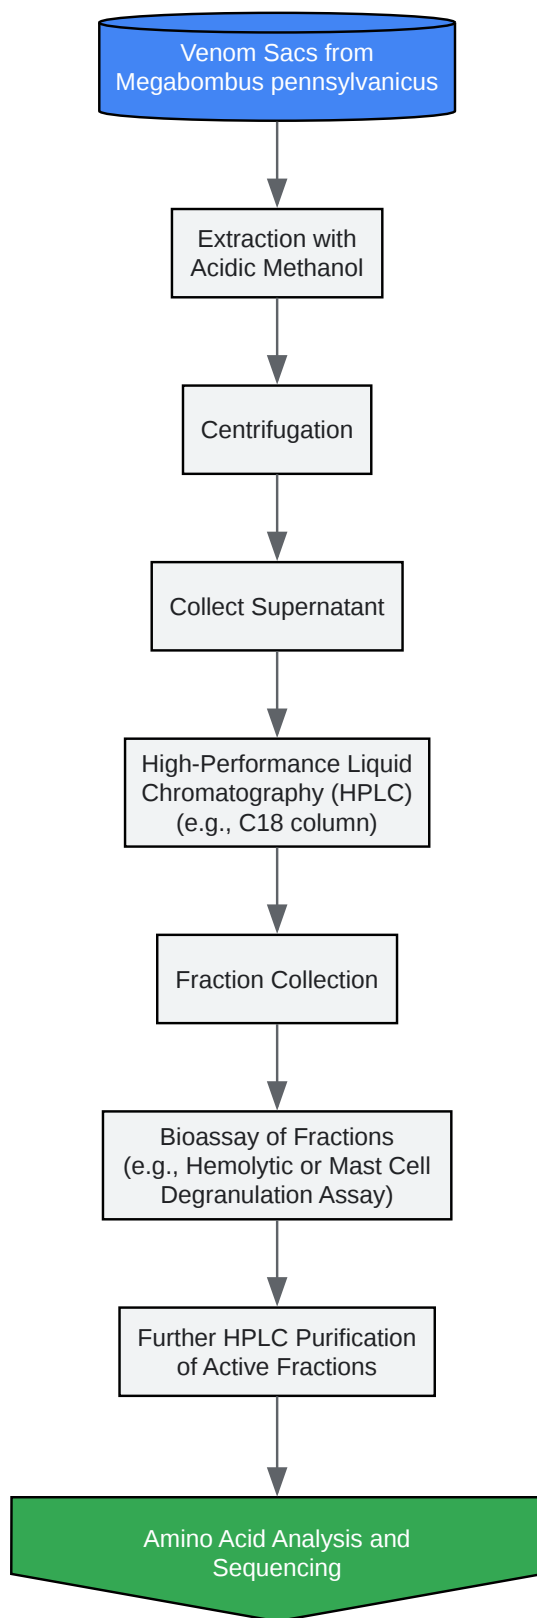 Venom Sacs from
Megabombus pennsylvanicus
Extraction with
Acidic Methanol
Centrifugation
Collect Supernatant
High-Performance Liquid
Chromatography (HPLC)
(e.g., C18 column)
Fraction Collection
Bioassay of Fractions
(e.g., Hemolytic or Mast Cell
Degranulation Assay)
Further HPLC Purification
of Active Fractions
Amino Acid Analysis and
Sequencing